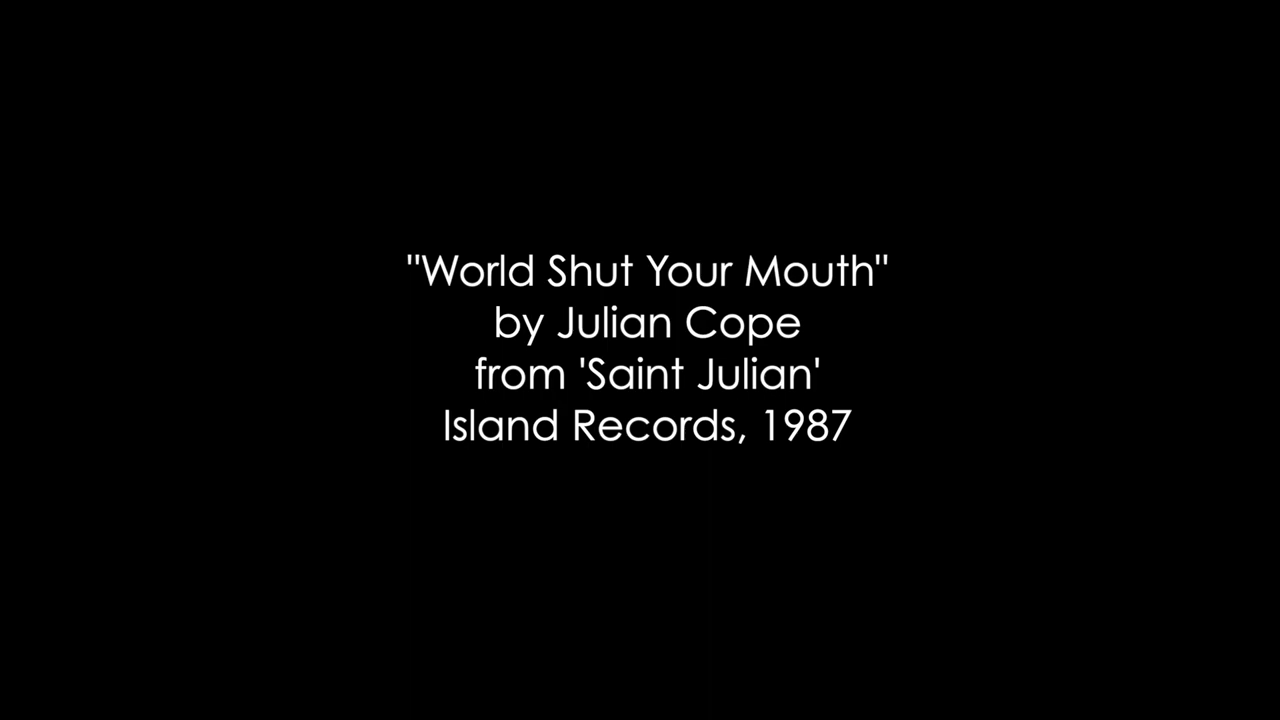 "World Shut Your Mouth"
by Julian Cope
from 'Saint Julian'
Island Records, 1987